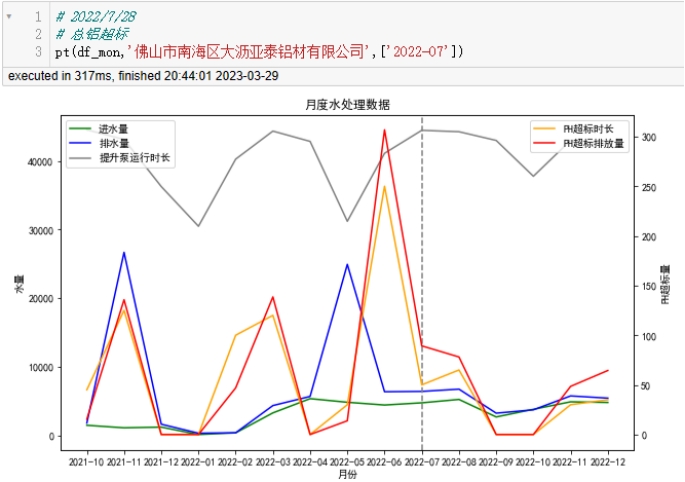 1 # 2022/7/28
2 # 总铝超标
3 pt(df_mon,'佛山市南海区大沥亚泰铝材有限公司',['2022-07'])
executed in 317ms, finished 20:44:01 2023-03-29
月度水处理数据
进水量
排水量
提升泵运行时长
PH超标时长
PH超标排放量
40000
30000
20000
10000
0
水量
300
250
200
150
100
50
0
PH超标量
2021-10 2021-11 2021-12 2022-01 2022-02 2022-03 2022-04 2022-05 2022-06 2022-07 2022-08 2022-09 2022-10 2022-11 2022-12
月份